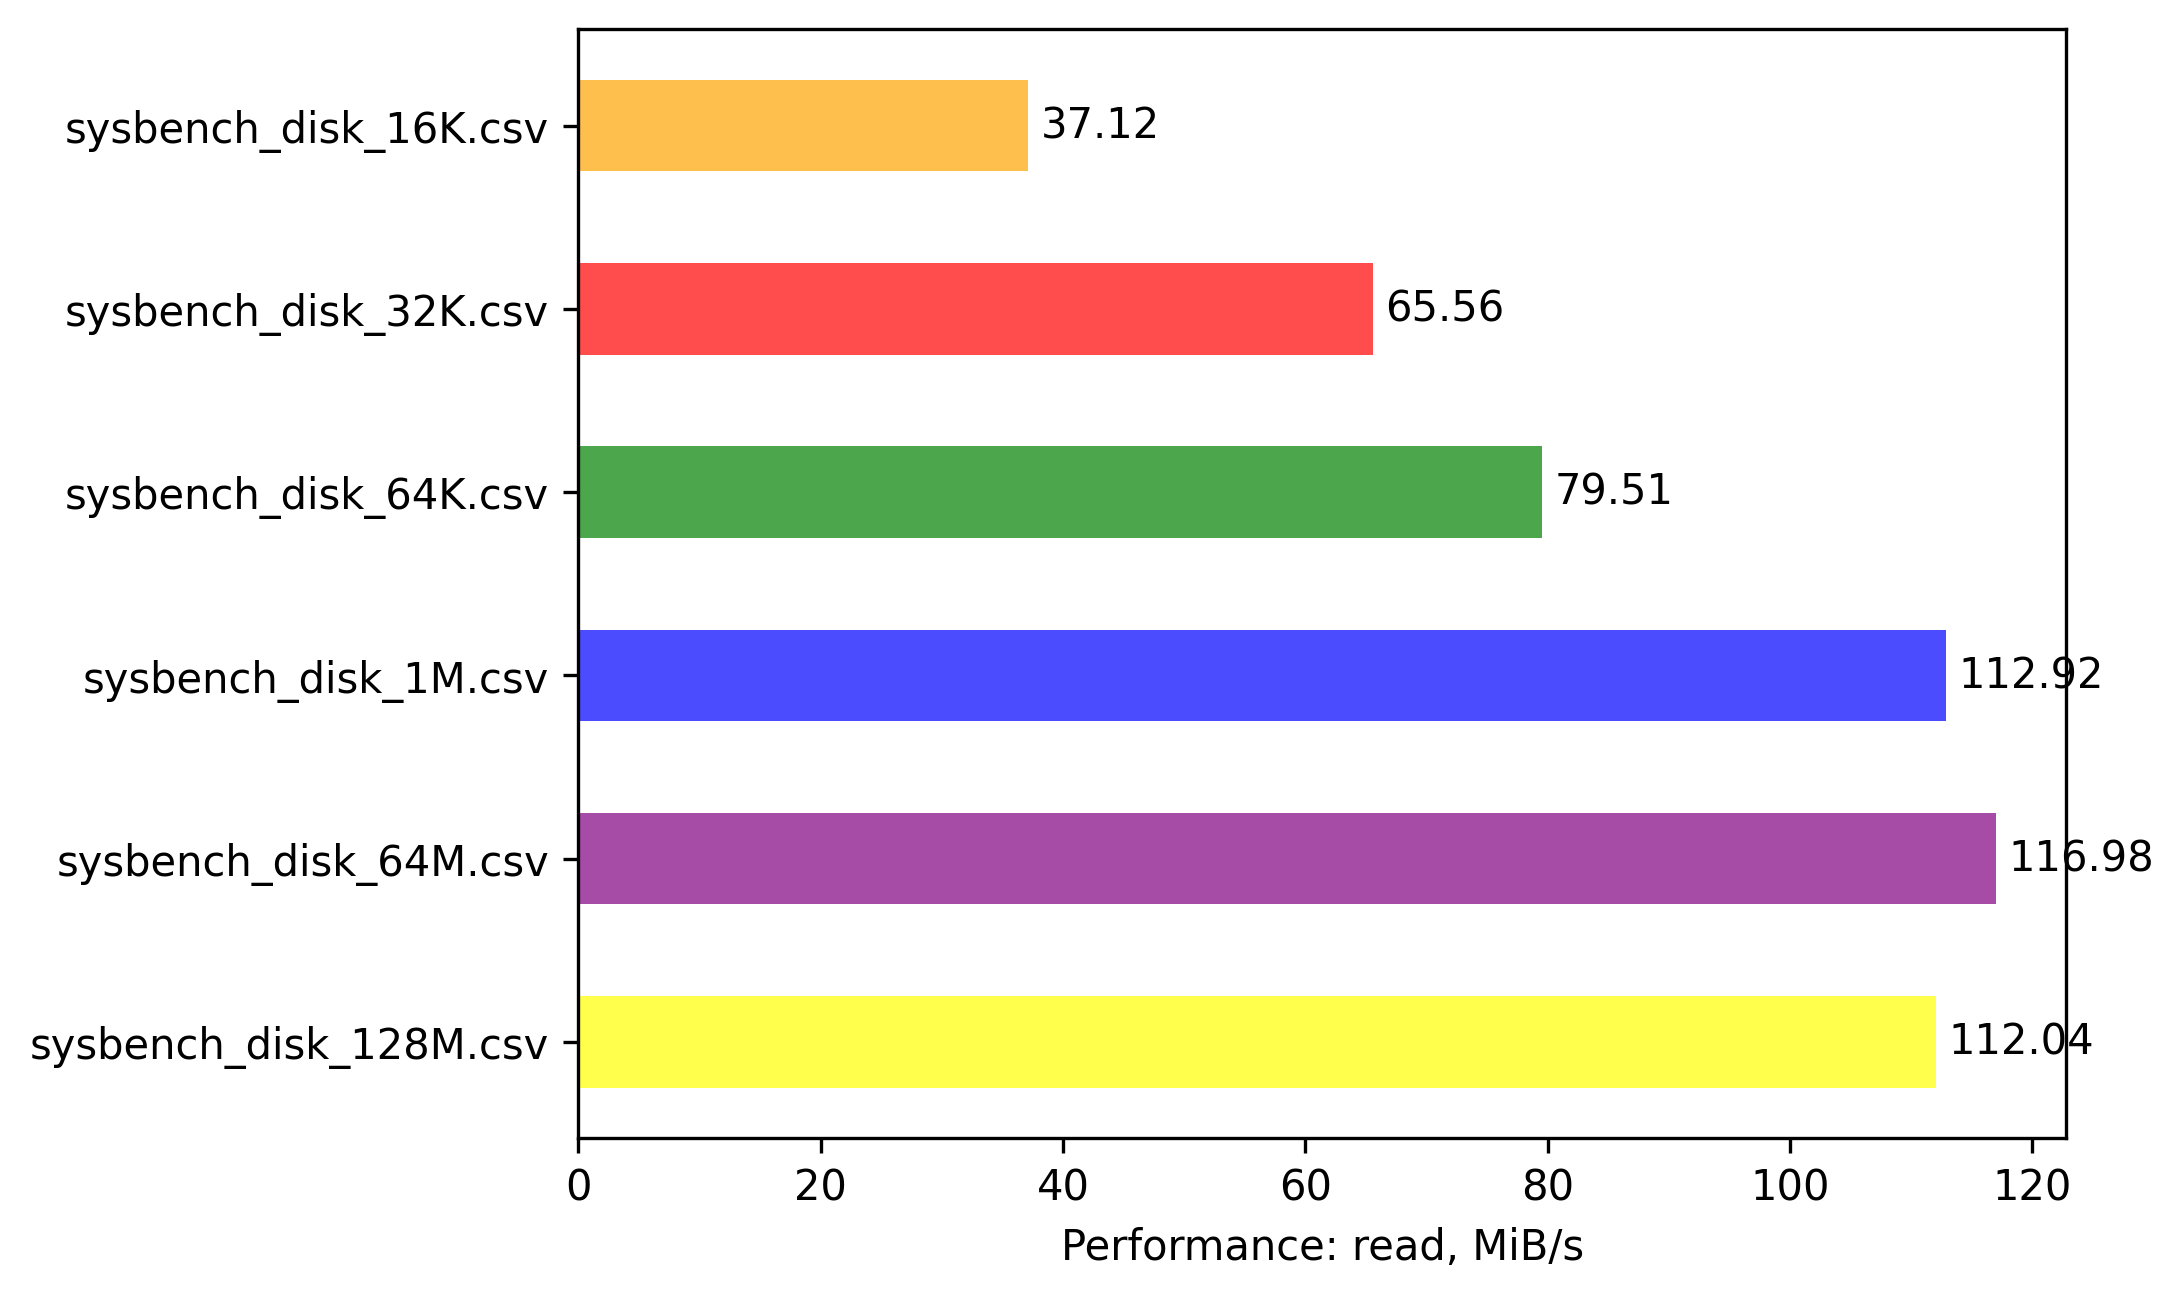 sysbench_disk_16K.csv
37.12
sysbench_disk_32K.csv
65.56
sysbench_disk_64K.csv
79.51
sysbench_disk_1M.csv
112.92
sysbench_disk_64M.csv
116.98
sysbench_disk_128M.csv
112.04
0 20 40 60 80 100 120
Performance: read, MiB/s